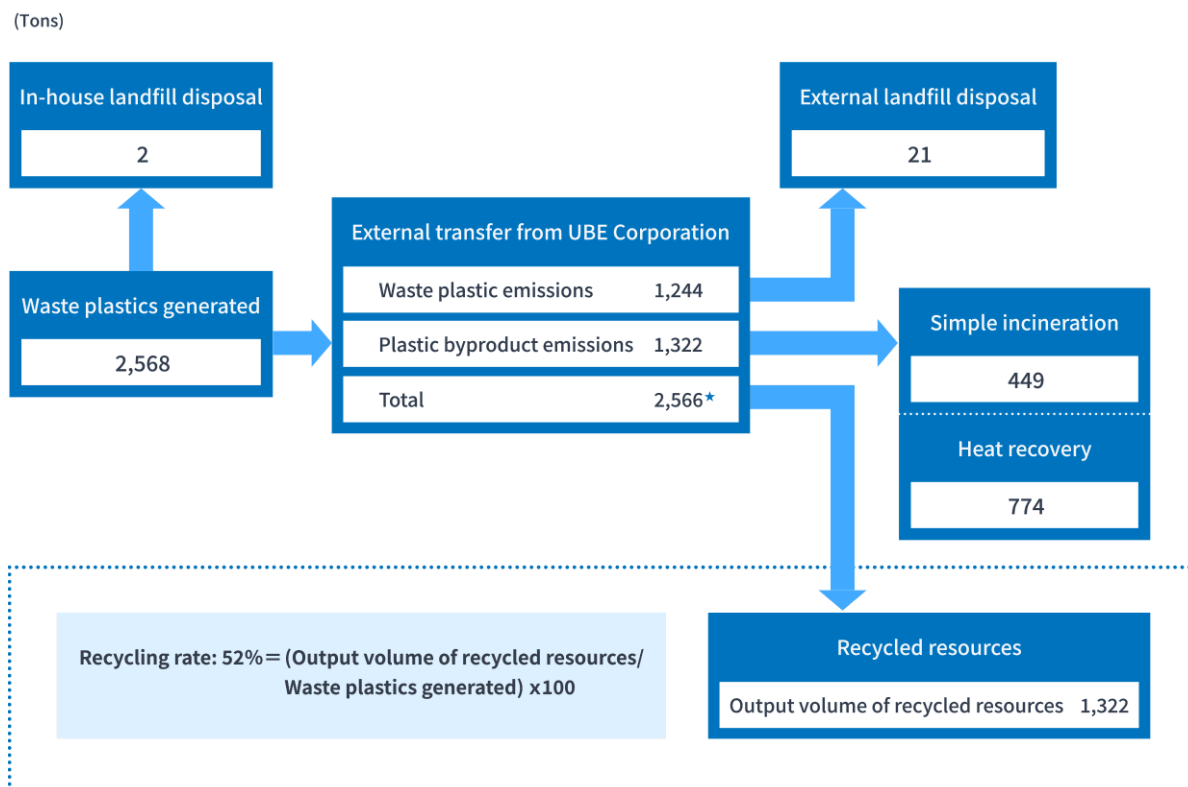 (Tons)
In-house landfill disposal
2
External landfill disposal
21
External transfer from UBE Corporation
Waste plastic emissions 1,244
Plastic byproduct emissions 1,322
Total 2,566★
Waste plastics generated
2,568
Simple incineration
449
Heat recovery
774
Recycling rate: 52%＝(Output volume of recycled resources/
Waste plastics generated) x100
Recycled resources
Output volume of recycled resources 1,322